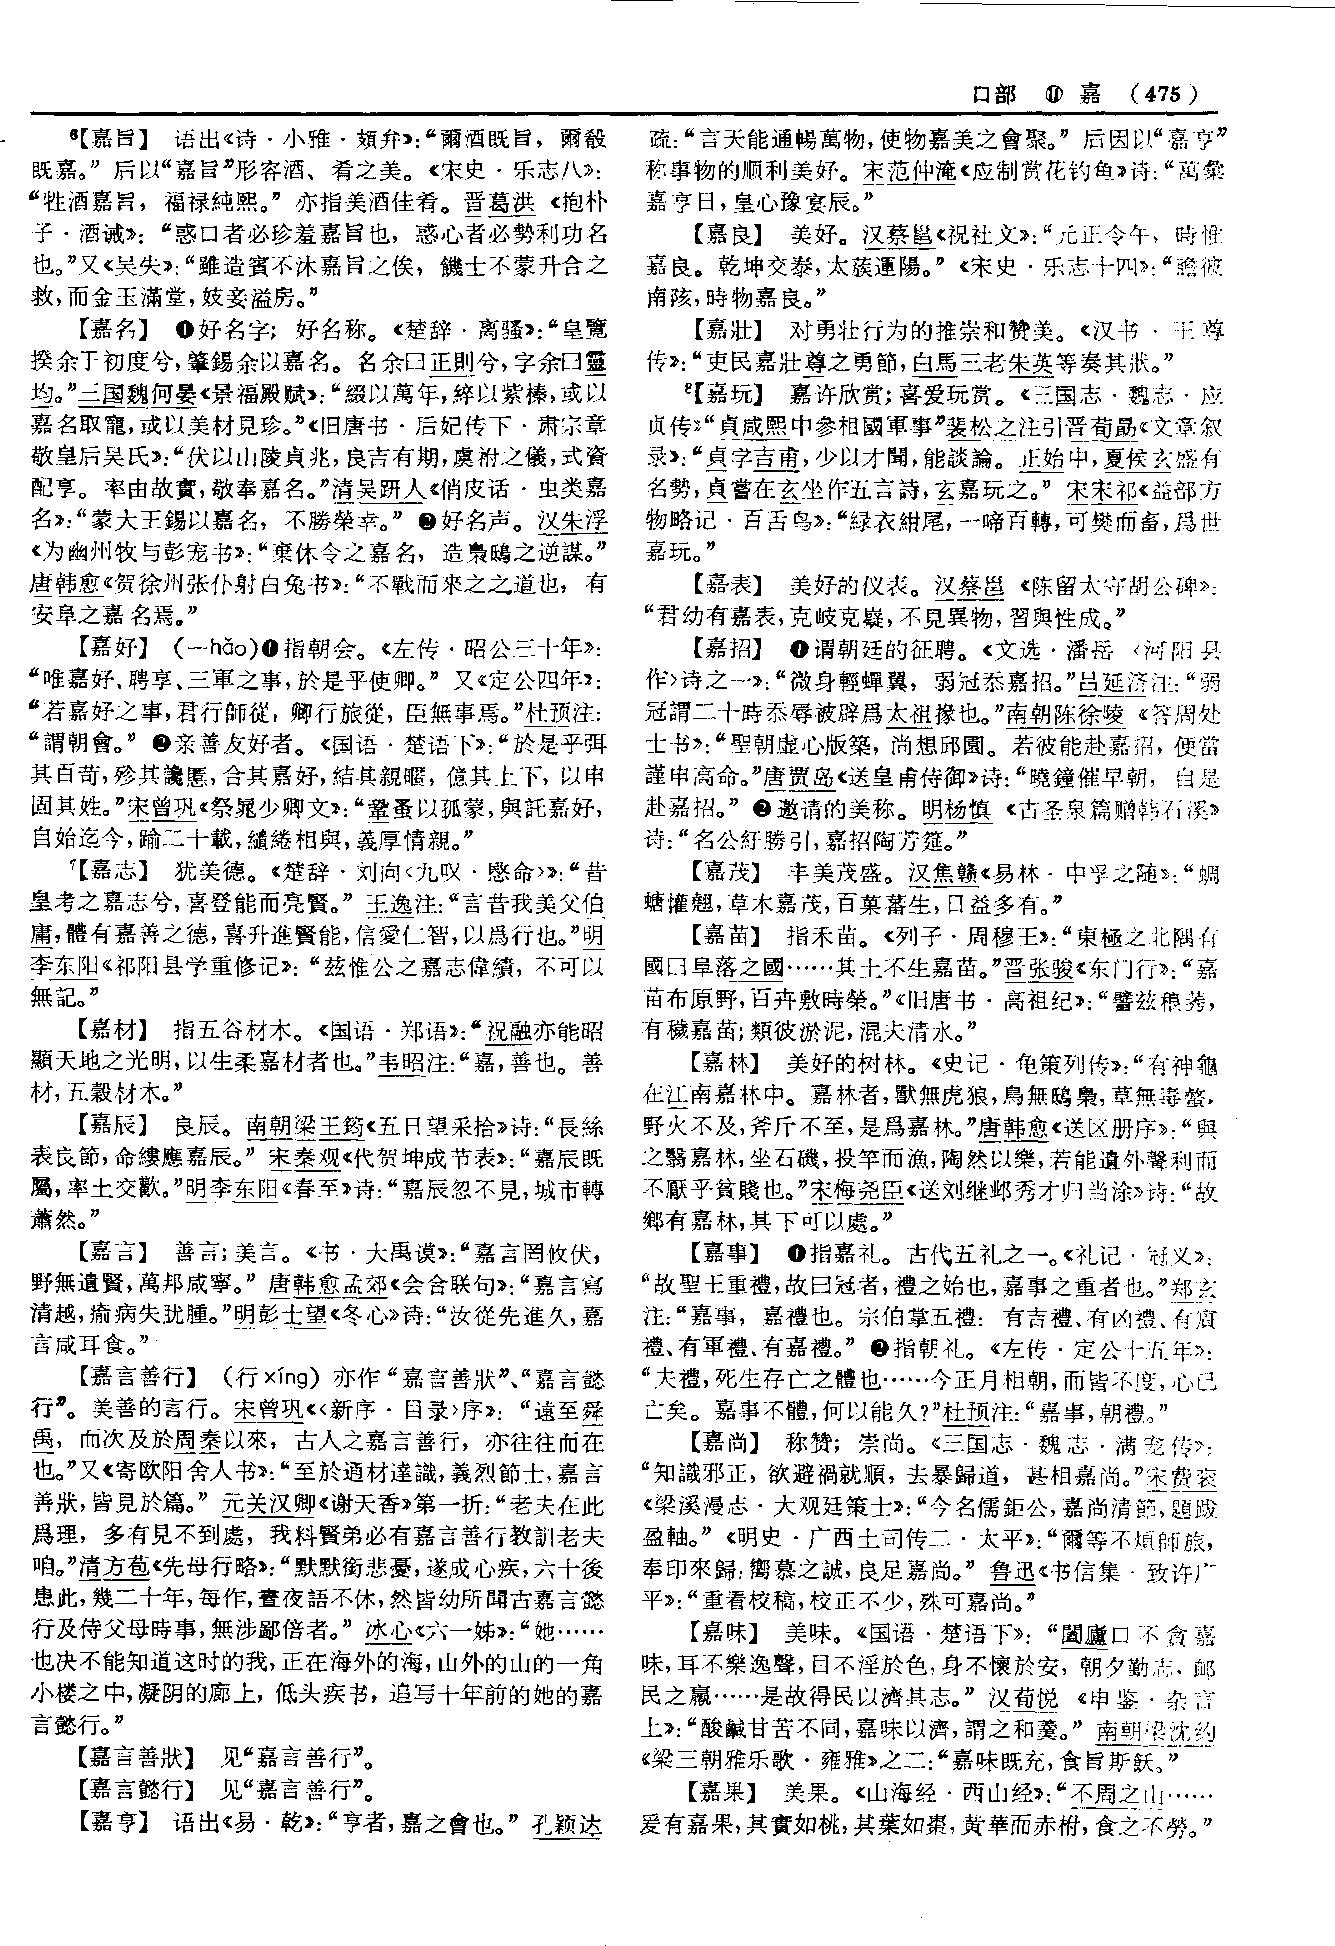 口部 ⑪ 嘉 （475）
⁶【嘉旨】 语出《诗·小雅·頍弁》：“爾酒既旨，爾殽
既嘉。”后以“嘉旨”形容酒、肴之美。《宋史·乐志八》：
“牲酒嘉旨，福禄純熙。”亦指美酒佳肴。晋葛洪《抱朴
子·酒诫》：“惑口者必珍羞嘉旨也，惑心者必勢利功名
也。”又《吴失》：“雖造賓不沐嘉旨之俟，饑士不蒙升合之
救，而金玉滿堂，妓妾溢房。”
【嘉名】 ❶好名字；好名称。《楚辞·离骚》：“皇覽
揆余于初度兮，肇錫余以嘉名。名余曰正則兮，字余曰靈
均。”三国魏何晏《景福殿赋》：“綴以萬年，綷以紫榛，或以
嘉名取寵，或以美材見珍。”《旧唐书·后妃传下·肃宗章
敬皇后吴氏》：“伏以山陵貞兆，良吉有期，虞祔之儀，式資
配享。率由故實，敬奉嘉名。”清吴趼人《俏皮话·虫类嘉
名》：“蒙大王錫以嘉名，不勝榮幸。”❷好名声。汉朱浮
《为幽州牧与彭宠书》：“棄休令之嘉名，造梟鴟之逆謀。”
唐韩愈《贺徐州张仆射白兔书》：“不戰而來之之道也，有
安阜之嘉名焉。”
【嘉好】 （—hǎo）❶指朝会。《左传·昭公三十年》：
“唯嘉好、聘享、三軍之事，於是乎使卿。”又《定公四年》：
“若嘉好之事，君行師從，卿行旅從，臣無事焉。”杜预注：
“謂朝會。”❷亲善友好者。《国语·楚语下》：“於是乎弭
其百苛，殄其讒慝，合其嘉好，結其親暱，億其上下，以申
固其姓。”宋曾巩《祭晁少卿文》：“鞏蚤以孤蒙，與託嘉好，
自始迄今，踰二十載，繾綣相與，義厚情親。”
⁷【嘉志】 犹美德。《楚辞·刘向〈九叹·愍命〉》：“昔
皇考之嘉志兮，喜登能而亮賢。”王逸注：“言昔我美父伯
庸，體有嘉善之德，喜升進賢能，信愛仁智，以爲行也。”明
李东阳《祁阳县学重修记》：“兹惟公之嘉志偉績，不可以
無記。”
【嘉材】 指五谷材木。《国语·郑语》：“祝融亦能昭
顯天地之光明，以生柔嘉材者也。”韦昭注：“嘉，善也。善
材，五穀材木。”
【嘉辰】 良辰。南朝梁王筠《五日望采拾》诗：“長絲
表良節，命縷應嘉辰。”宋秦观《代贺坤成节表》：“嘉辰既
屬，率土交歡。”明李东阳《春至》诗：“嘉辰忽不見，城市轉
蕭然。”
【嘉言】 善言；美言。《书·大禹谟》：“嘉言罔攸伏，
野無遺賢，萬邦咸寧。”唐韩愈孟郊《会合联句》：“嘉言寫
清越，瘉病失肬腫。”明彭士望《冬心》诗：“汝從先進久，嘉
言咸耳食。”
【嘉言善行】 （行xíng）亦作“嘉言善狀”、“嘉言懿
行”。美善的言行。宋曾巩《〈新序·目录〉序》：“遠至舜
禹，而次及於周秦以來，古人之嘉言善行，亦往往而在
也。”又《寄欧阳舍人书》：“至於通材達識，義烈節士，嘉言
善狀，皆見於篇。”元关汉卿《谢天香》第一折：“老夫在此
爲理，多有見不到處，我料賢弟必有嘉言善行教訓老夫
咱。”清方苞《先母行略》：“默默銜悲憂，遂成心疾，六十後
患此，幾二十年，每作，晝夜語不休，然皆幼所聞古嘉言懿
行及侍父母時事，無涉鄙倍者。”冰心《六一姊》：“她……
也决不能知道这时的我，正在海外的海，山外的山的一角
小楼之中，凝阴的廊上，低头疾书，追写十年前的她的嘉
言懿行。”
【嘉言善狀】 见“嘉言善行”。
【嘉言懿行】 见“嘉言善行”。
【嘉亨】 语出《易·乾》：“亨者，嘉之會也。”孔颖达
疏：“言天能通暢萬物，使物嘉美之會聚。”后因以“嘉亨”
称事物的顺利美好。宋范仲淹《应制赏花钓鱼》诗：“萬彙
嘉亨日，皇心豫宴辰。”
【嘉良】 美好。汉蔡邕《祝社文》：“元正令午，時惟
嘉良。乾坤交泰，太蔟運陽。”《宋史·乐志十四》：“瞻彼
南陔，時物嘉良。”
【嘉壯】 对勇壮行为的推崇和赞美。《汉书·王尊
传》：“吏民嘉壯尊之勇節，白馬三老朱英等奏其狀。”
⁸【嘉玩】 嘉许欣赏；喜爱玩赏。《三国志·魏志·应
贞传》“貞咸熙中參相國軍事”裴松之注引晋荀勗《文章叙
录》：“貞字吉甫，少以才聞，能談論。正始中，夏侯玄盛有
名勢，貞嘗在玄坐作五言詩，玄嘉玩之。”宋宋祁《益部方
物略记·百舌鸟》：“緑衣紺尾，一啼百轉，可樊而畜，爲世
嘉玩。”
【嘉表】 美好的仪表。汉蔡邕《陈留太守胡公碑》：
“君幼有嘉表，克岐克嶷，不見異物，習與性成。”
【嘉招】 ❶谓朝廷的征聘。《文选·潘岳〈河阳县
作〉诗之一》：“微身輕蟬翼，弱冠忝嘉招。”吕延济注：“弱
冠謂二十時忝辱被辟爲太祖掾也。”南朝陈徐陵《答周处
士书》：“聖朝虚心版築，尚想邱園。若彼能赴嘉招，便當
謹申高命。”唐贾岛《送皇甫侍御》诗：“曉鐘催早朝，自是
赴嘉招。”❷邀请的美称。明杨慎《古圣泉篇赠韩石溪》
诗：“名公紆勝引，嘉招陶芳筵。”
【嘉茂】 丰美茂盛。汉焦赣《易林·中孚之随》：“蜩
螗懽翹，草木嘉茂，百菓蕃生，日益多有。”
【嘉苗】 指禾苗。《列子·周穆王》：“東極之北隅有
國曰阜落之國……其土不生嘉苗。”晋张骏《东门行》：“嘉
苗布原野，百卉敷時榮。”《旧唐书·高祖纪》：“譬兹稂莠，
有穢嘉苗；類彼淤泥，混夫清水。”
【嘉林】 美好的树林。《史记·龟策列传》：“有神龜
在江南嘉林中。嘉林者，獸無虎狼，鳥無鴟梟，草無毒螫，
野火不及，斧斤不至，是爲嘉林。”唐韩愈《送区册序》：“與
之翳嘉林，坐石磯，投竿而漁，陶然以樂，若能遺外聲利而
不厭乎貧賤也。”宋梅尧臣《送刘继邺秀才归当涂》诗：“故
鄉有嘉林，其下可以處。”
【嘉事】 ❶指嘉礼。古代五礼之一。《礼记·冠义》：
“故聖王重禮，故曰冠者，禮之始也，嘉事之重者也。”郑玄
注：“嘉事，嘉禮也。宗伯掌五禮：有吉禮、有凶禮、有賓
禮、有軍禮、有嘉禮。”❷指朝礼。《左传·定公十五年》：
“夫禮，死生存亡之體也……今正月相朝，而皆不度，心已
亡矣。嘉事不體，何以能久？”杜预注：“嘉事，朝禮。”
【嘉尚】 称赞；崇尚。《三国志·魏志·满宠传》：
“知識邪正，欲避禍就順，去暴歸道，甚相嘉尚。”宋费衮
《梁溪漫志·大观廷策士》：“今名儒鉅公，嘉尚清節，題跋
盈軸。”《明史·广西土司传二·太平》：“爾等不煩師旅，
奉印來歸，嚮慕之誠，良足嘉尚。”鲁迅《书信集·致许广
平》：“重看校稿，校正不少，殊可嘉尚。”
【嘉味】 美味。《国语·楚语下》：“闔廬口不貪嘉
味，耳不樂逸聲，目不淫於色，身不懷於安，朝夕勤志，卹
民之羸……是故得民以濟其志。”汉荀悦《申鉴·杂言
上》：“酸鹹甘苦不同，嘉味以濟，謂之和羹。”南朝梁沈约
《梁三朝雅乐歌·雍雅》之二：“嘉味既充，食旨斯飫。”
【嘉果】 美果。《山海经·西山经》：“不周之山……
爰有嘉果，其實如桃，其葉如棗，黄華而赤柎，食之不勞。”